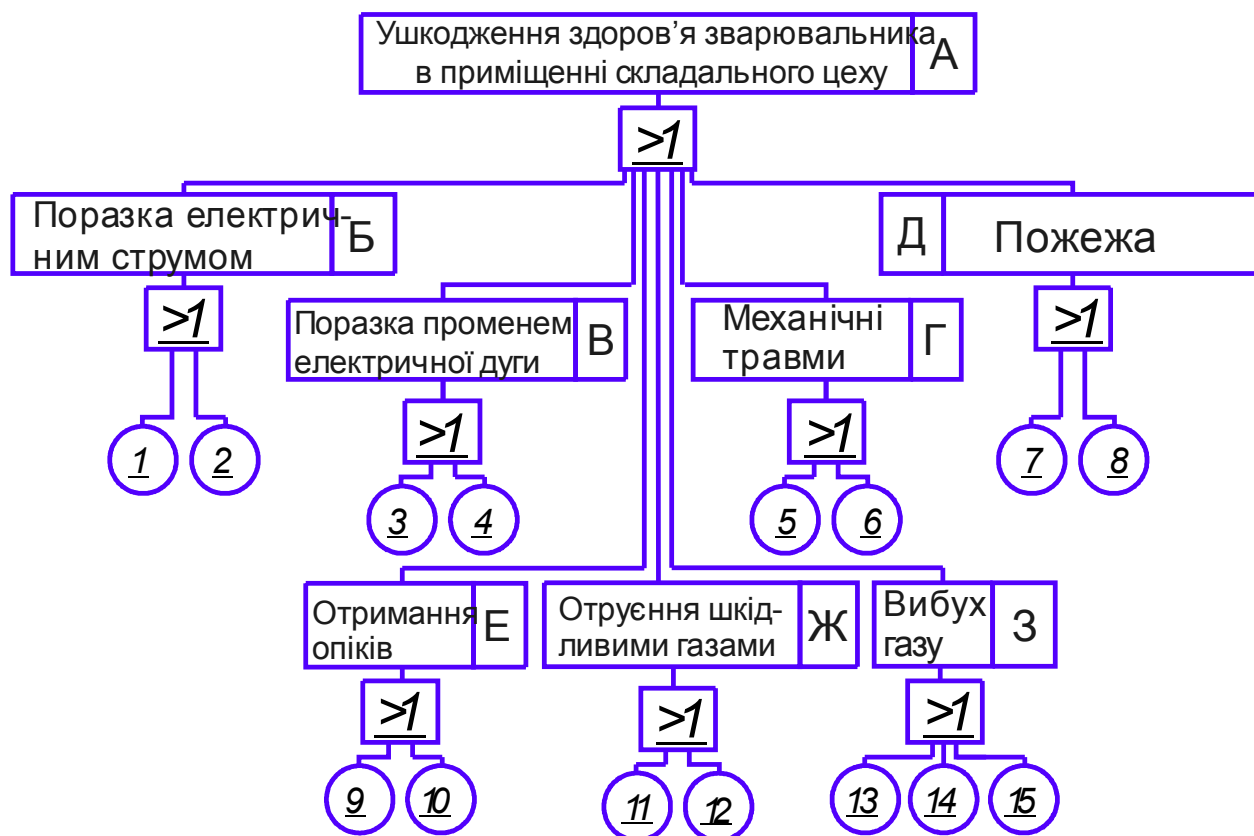 Ушкодження здоров’я зварювальника
в приміщенні складального цеху
А
>1
Поразка електрич-
ним струмом
Б
Д
Пожежа
>1
>1
Поразка променем
електричної дуги
В
Механічні
травми
Г
>1
>1
1
2
7
8
3
4
5
6
Отримання
опіків
Е
Отруєння шкід-
ливими газами
Ж
Вибух
газу
З
>1
>1
>1
9
10
11
12
13
14
15